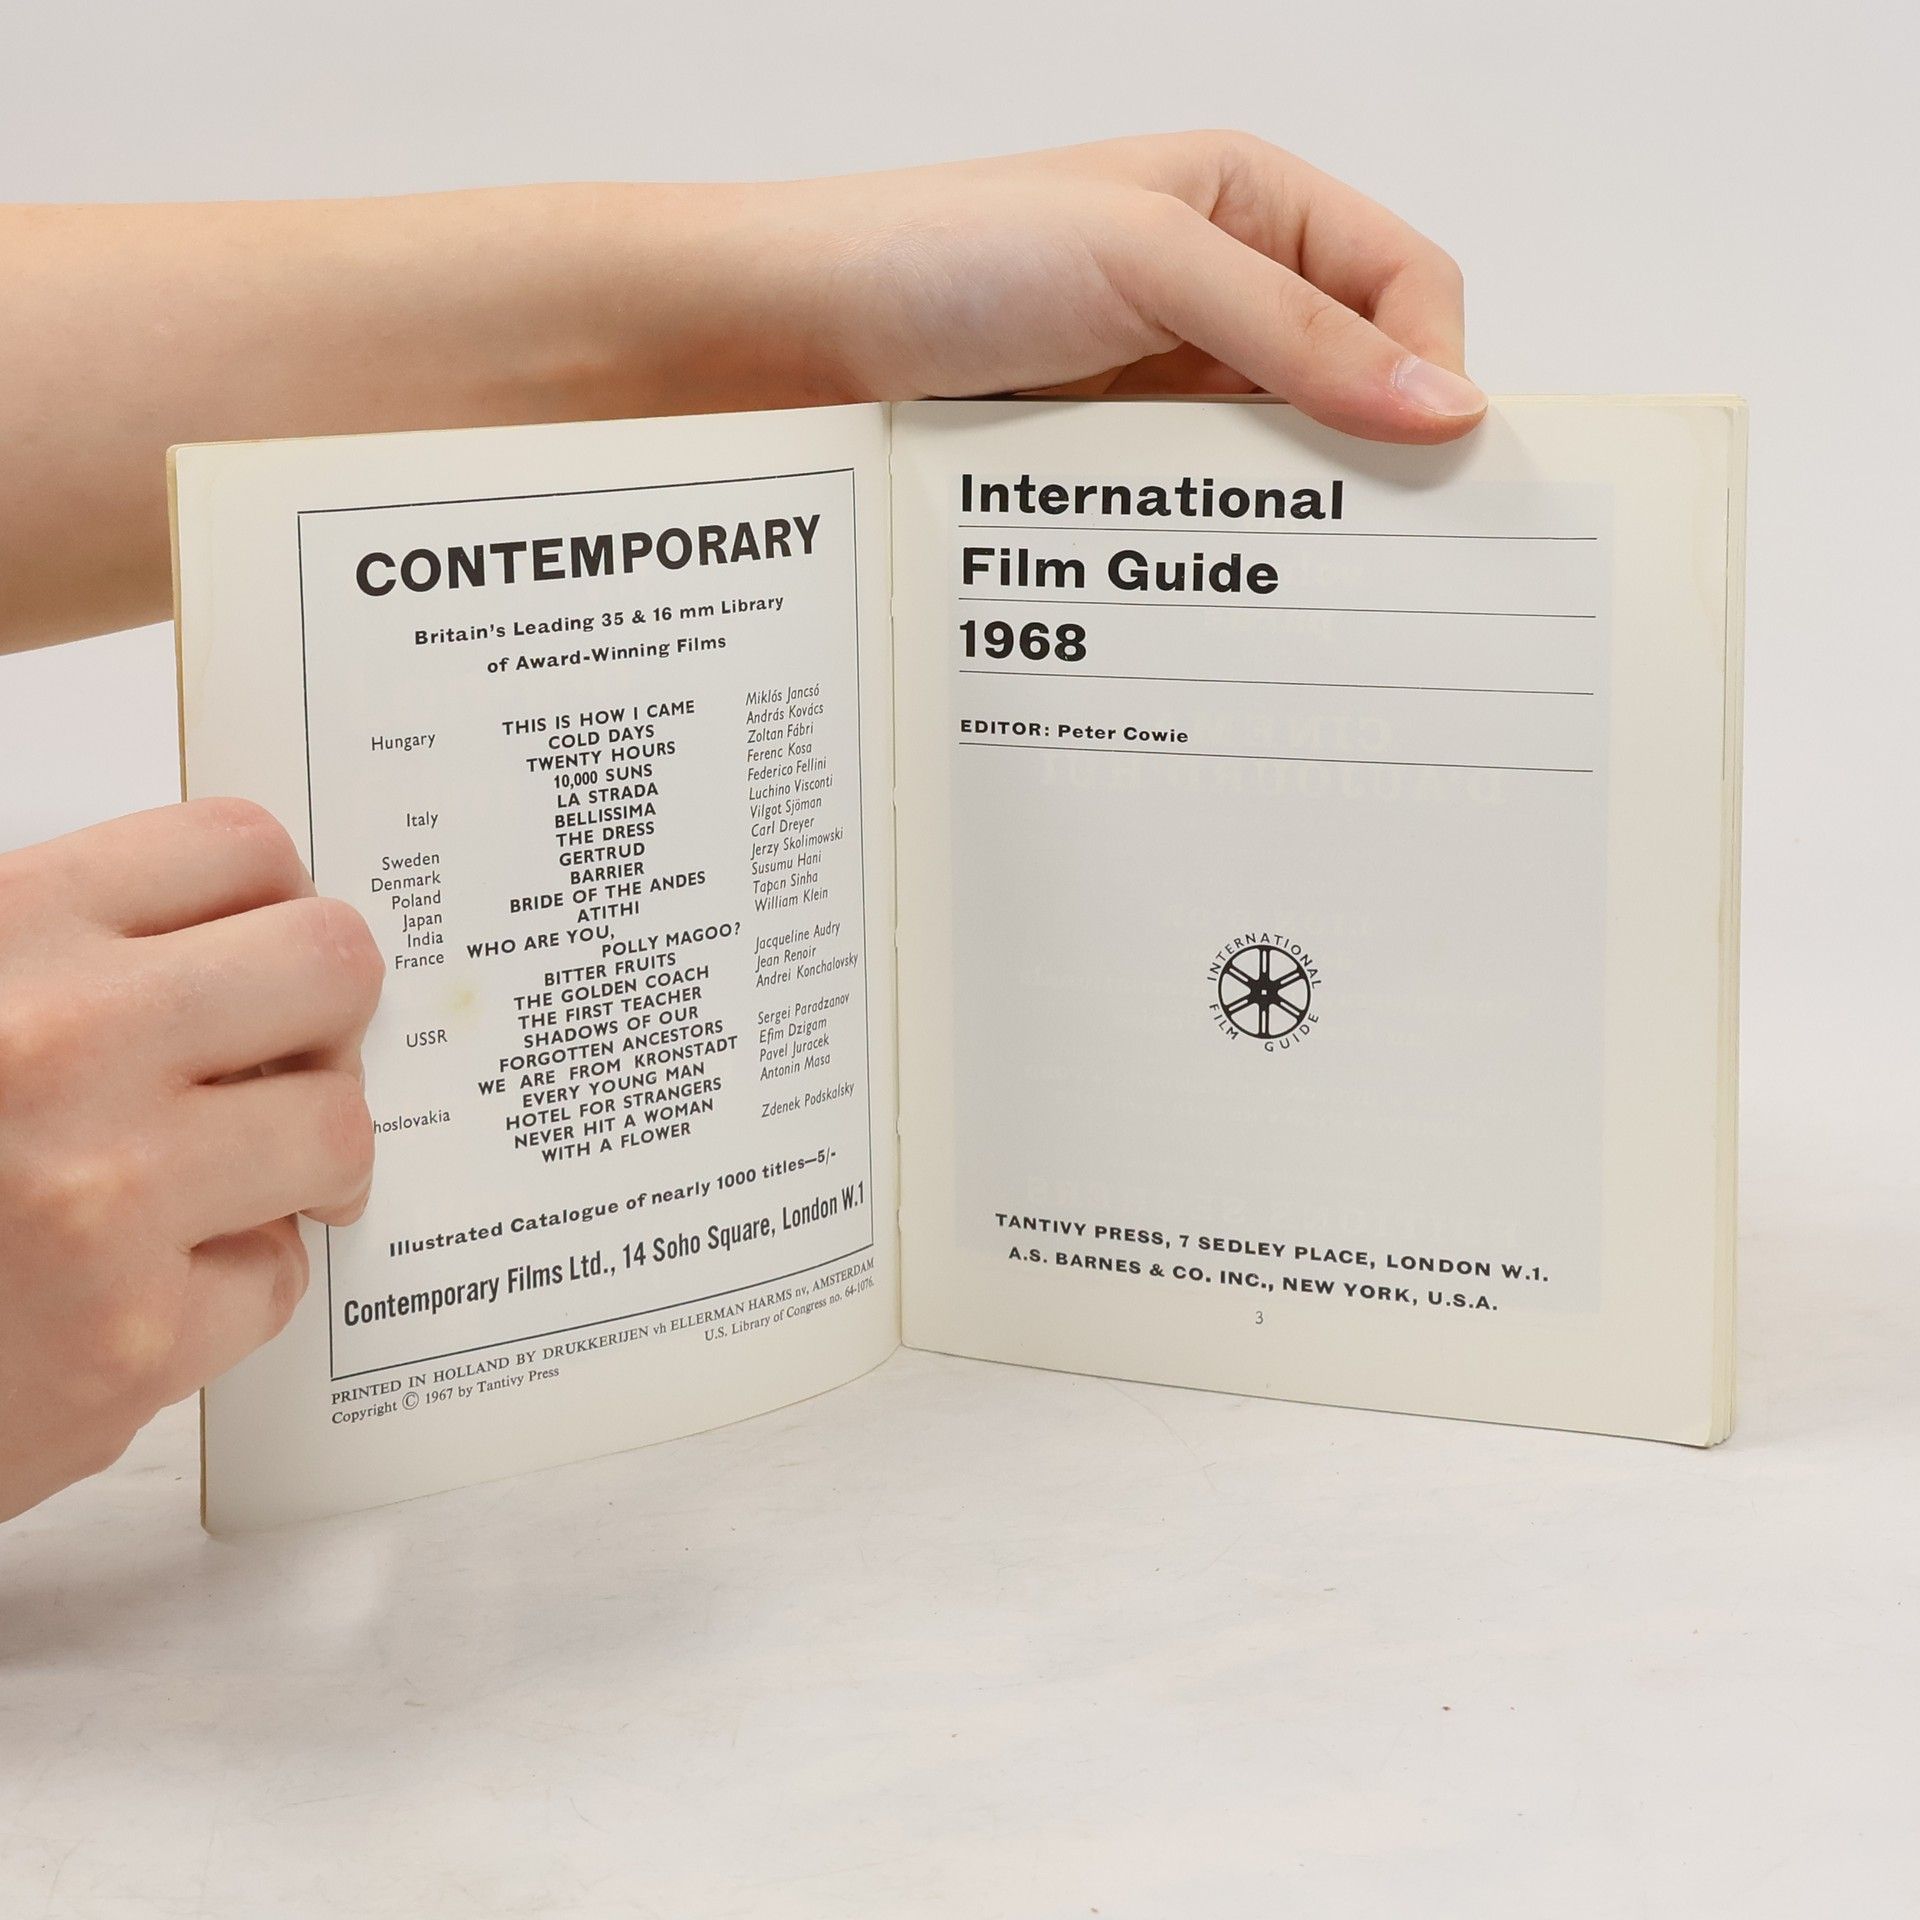 CONTEMPORARY
Britain's Leading 35 & 16 mm Library
of Award-Winning Films
Hungary THIS IS HOW I CAME Miklós Jancsó
COLD DAYS András Kovács
TWENTY HOURS Zoltan Fábri
10,000 SUNS Ferenc Kosa
Italy LA STRADA Federico Fellini
BELLISSIMA Luchino Visconti
Sweden THE DRESS Vilgot Sjöman
Denmark GERTRUD Carl Dreyer
Poland BARRIER Jerzy Skolimowski
Japan BRIDE OF THE ANDES Susumu Hani
India ATITHI Tapan Sinha
France WHO ARE YOU, William Klein
POLLY MAGOO?
BITTER FRUITS Jacqueline Audry
THE GOLDEN COACH Jean Renoir
USSR THE FIRST TEACHER Andrei Konchalovsky
SHADOWS OF OUR
FORGOTTEN ANCESTORS Sergei Paradzanov
WE ARE FROM KRONSTADT Efim Dzigam
hoslovakia EVERY YOUNG MAN Pavel Juracek
HOTEL FOR STRANGERS Antonin Masa
NEVER HIT A WOMAN
WITH A FLOWER Zdenek Podskalsky
Illustrated Catalogue of nearly 1000 titles—5/-
Contemporary Films Ltd., 14 Soho Square, London W.1
PRINTED IN HOLLAND BY DRUKKERIJEN vh ELLERMAN HARMS nv, AMSTERDAM
Copyright © 1967 by Tantivy Press U.S. Library of Congress no. 64-1076.
International
Film Guide
1968
EDITOR: Peter Cowie
INTERNATIONAL
FILM GUIDE
TANTIVY PRESS, 7 SEDLEY PLACE, LONDON W.1.
A.S. BARNES & CO. INC., NEW YORK, U.S.A.
3